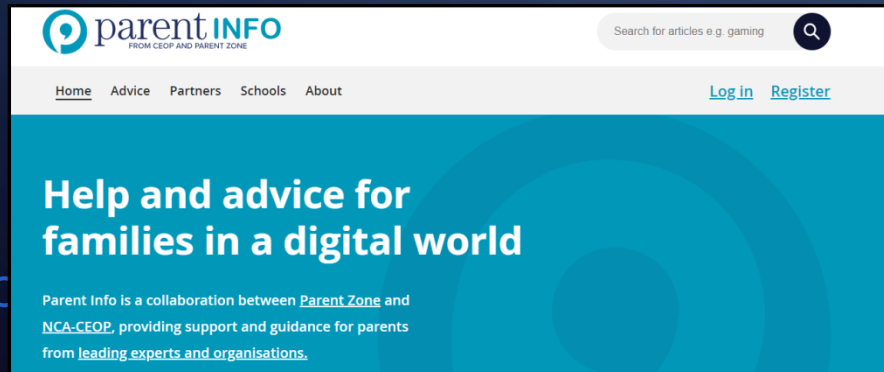 parent INFO
FROM CEOP AND PARENT ZONE
Search for articles e.g. gaming
Home Advice Partners Schools About
Log in Register
Help and advice for
families in a digital world
Parent Info is a collaboration between Parent Zone and
NCA-CEOP, providing support and guidance for parents
from leading experts and organisations.